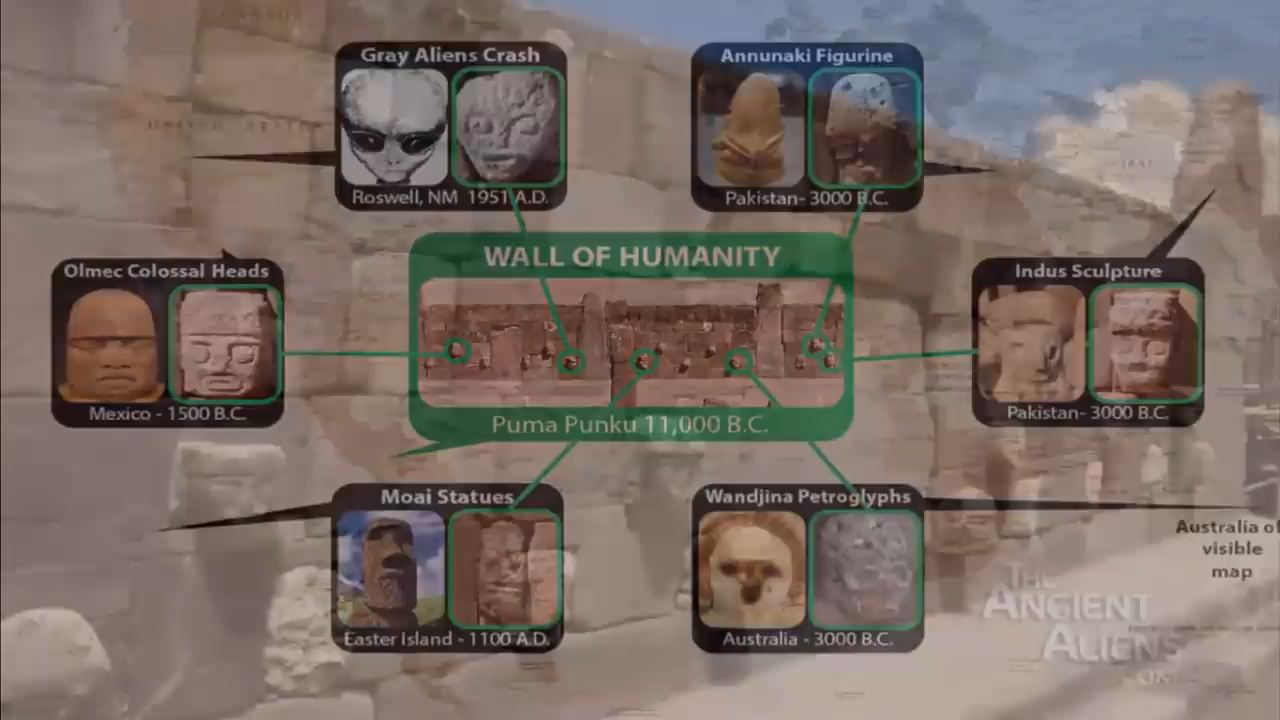 Gray Aliens Crash
Roswell, NM 1951 A.D.
Annunaki Figurine
Pakistan- 3000 B.C.
Olmec Colossal Heads
Mexico - 1500 B.C.
WALL OF HUMANITY
Puma Punku 11,000 B.C.
Indus Sculpture
Pakistan- 3000 B.C.
Moai Statues
Easter Island - 1100 A.D.
Wandjina Petroglyphs
Australia - 3000 B.C.
Australia of
visible
map
THE
ANCIENT
ALIENS